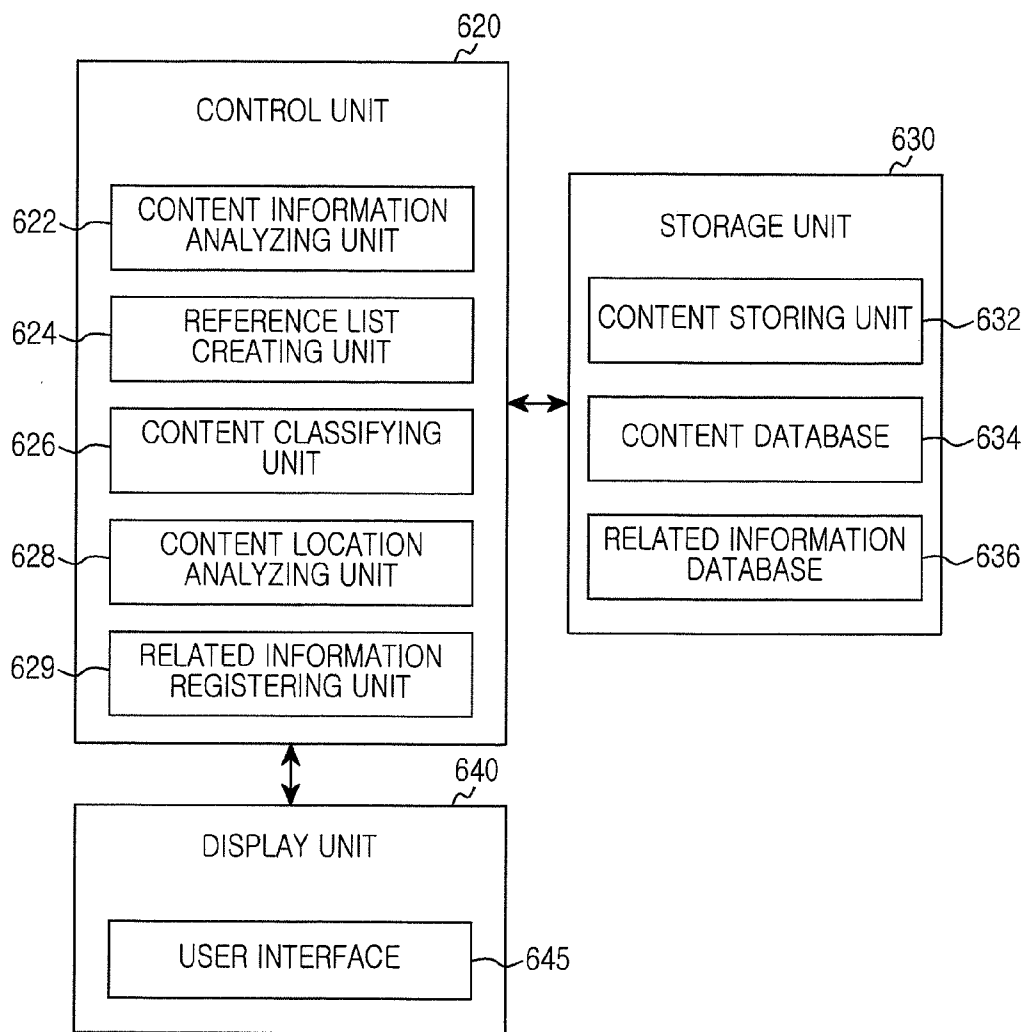 620
CONTROL UNIT
622
CONTENT INFORMATION
ANALYZING UNIT
624
REFERENCE LIST
CREATING UNIT
626
CONTENT CLASSIFYING
UNIT
628
CONTENT LOCATION
ANALYZING UNIT
629
RELATED INFORMATION
REGISTERING UNIT
630
STORAGE UNIT
CONTENT STORING UNIT
632
CONTENT DATABASE
634
RELATED INFORMATION
DATABASE
636
640
DISPLAY UNIT
USER INTERFACE
645